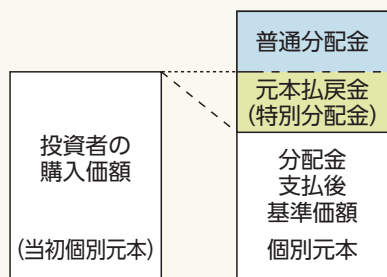 普通分配金
元本払戻金
(特別分配金)
投資者の
購入価額
(当初個別元本)
分配金
支払後
基準価額
個別元本